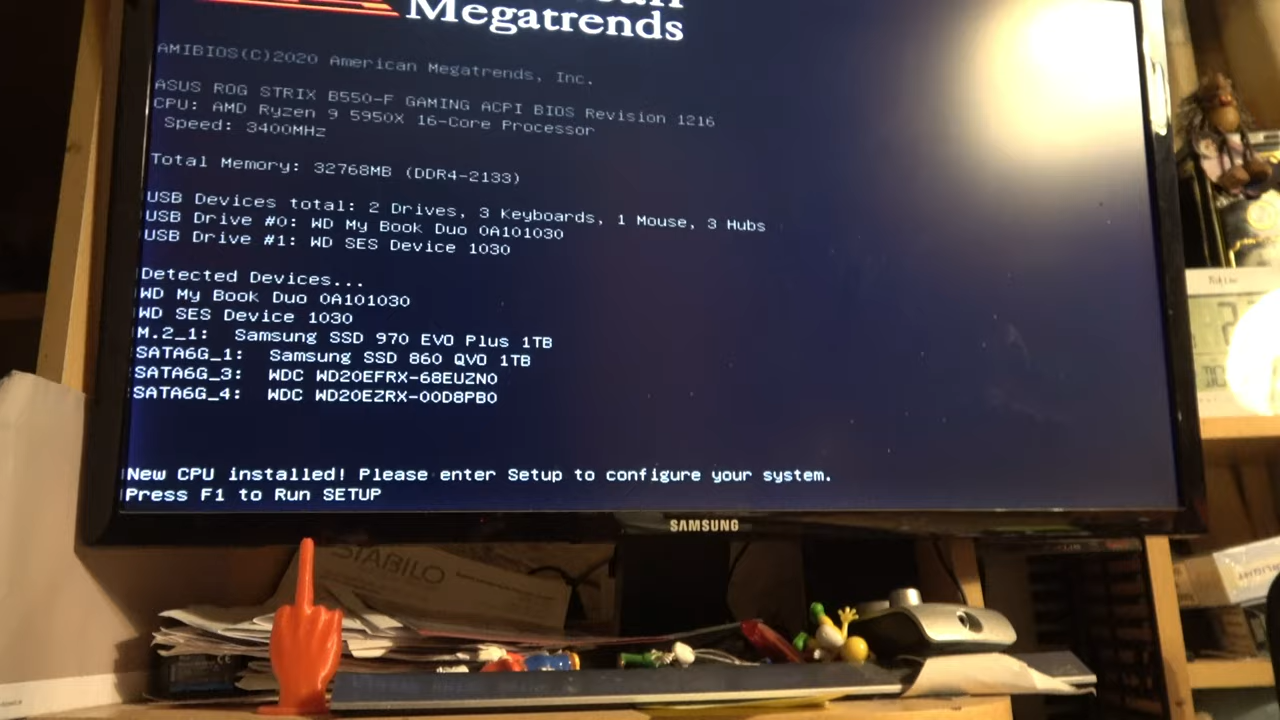 Megatrends
AMIBIOS(C)2020 American Megatrends, Inc.
ASUS ROG STRIX B550-F GAMING ACPI BIOS Revision 1216
CPU: AMD Ryzen 9 5950X 16-Core Processor
Speed: 3400MHz
Total Memory: 32768MB (DDR4-2133)
USB Devices total: 2 Drives, 3 Keyboards, 1 Mouse, 3 Hubs
USB Drive #0: WD My Book Duo 0A101030
USB Drive #1: WD SES Device 1030
Detected Devices...
WD My Book Duo 0A101030
WD SES Device 1030
M.2_1: Samsung SSD 970 EVO Plus 1TB
SATA6G_1: Samsung SSD 860 QVO 1TB
SATA6G_3: WDC WD20EFRX-68EUZN0
SATA6G_4: WDC WD20EZRX-00D8PB0
New CPU installed! Please enter Setup to configure your system.
Press F1 to Run SETUP
SAMSUNG
STABILO